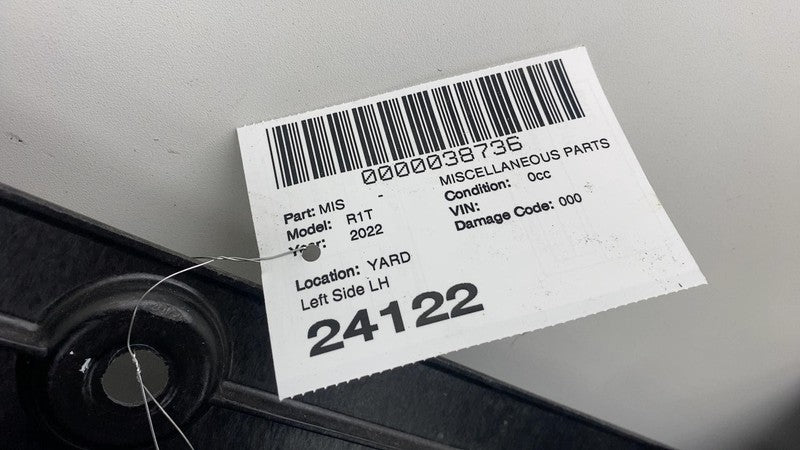 0000038736
MISCELLANEOUS PARTS
Part: MIS -
Condition: 0cc
Model: R1T
VIN:
Year: 2022
Damage Code: 000
Location: YARD
Left Side LH
24122